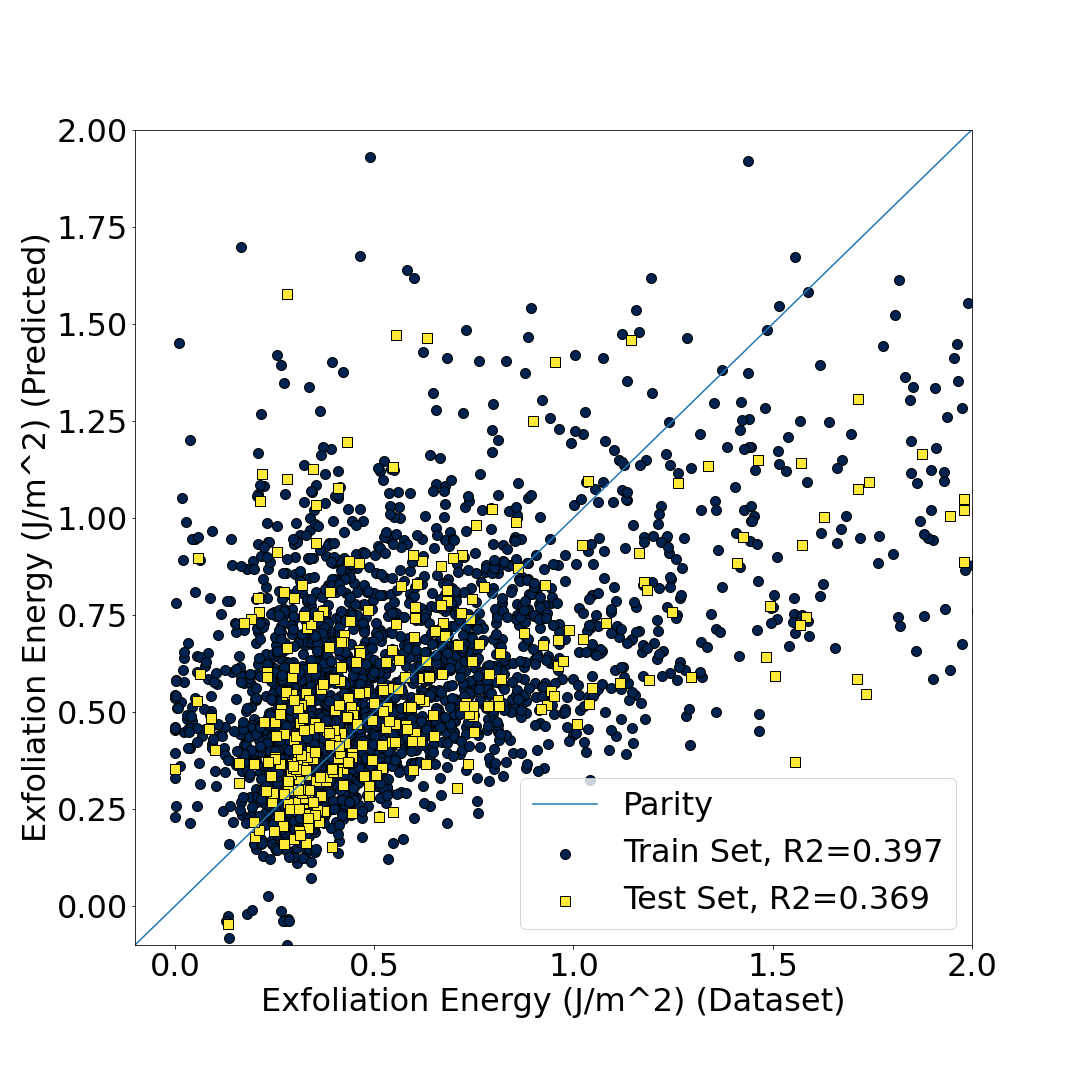 2.00
1.75
1.50
1.25
1.00
0.75
0.50
0.25
0.00
Exfoliation Energy (J/m^2) (Predicted)
Parity
Train Set, R2=0.397
Test Set, R2=0.369
0.0 0.5 1.0 1.5 2.0
Exfoliation Energy (J/m^2) (Dataset)